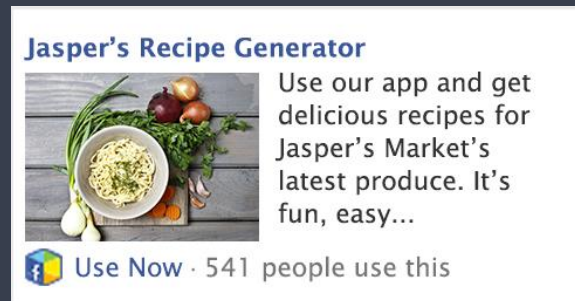 Jasper's Recipe Generator
Use our app and get
delicious recipes for
Jasper's Market's
latest produce. It's
fun, easy...
f
Use Now · 541 people use this